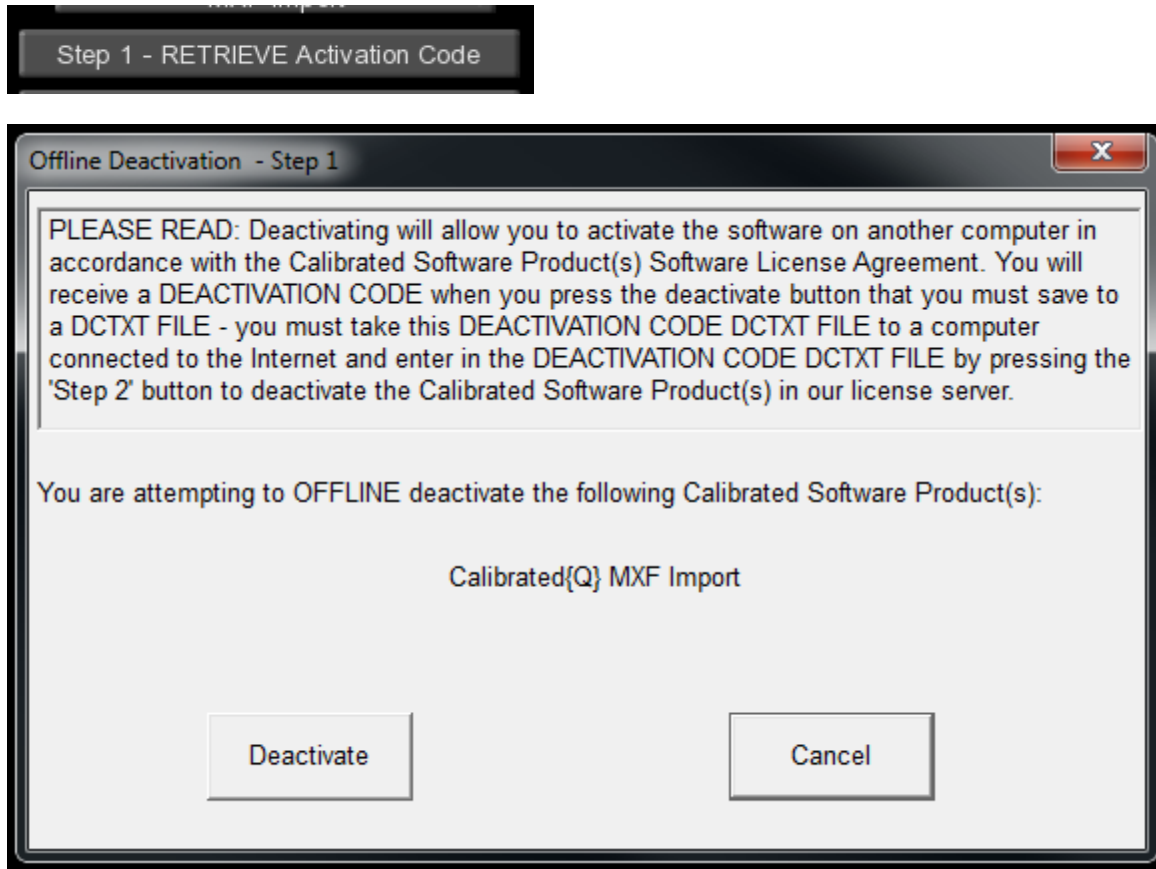 Step 1 - RETRIEVE Activation Code
Offline Deactivation - Step 1
PLEASE READ: Deactivating will allow you to activate the software on another computer in
accordance with the Calibrated Software Product(s) Software License Agreement. You will
receive a DEACTIVATION CODE when you press the deactivate button that you must save to
a DCTXT FILE - you must take this DEACTIVATION CODE DCTXT FILE to a computer
connected to the Internet and enter in the DEACTIVATION CODE DCTXT FILE by pressing the
'Step 2' button to deactivate the Calibrated Software Product(s) in our license server.
You are attempting to OFFLINE deactivate the following Calibrated Software Product(s):
Calibrated{Q} MXF Import
Deactivate
Cancel